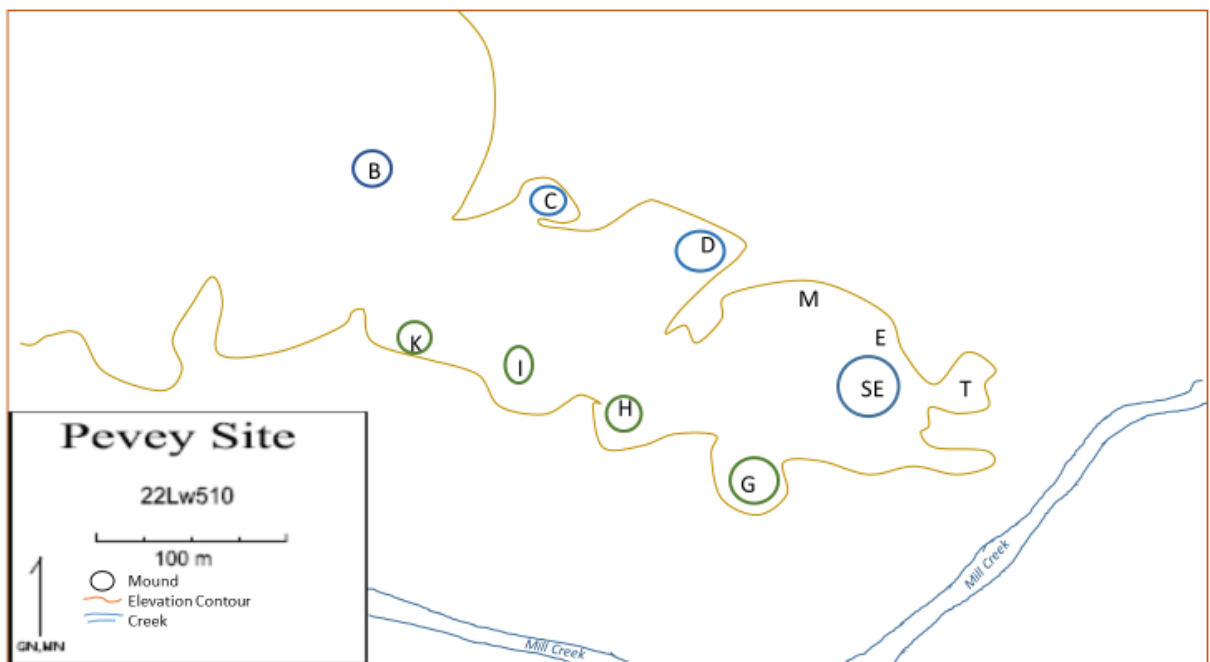 B
C
D
M
E
K
I
SE
T
H
G
Pevey Site
22Lw510
100 m
Mound
Elevation Contour
Creek
GN,MN
Mill Creek
Mill Creek